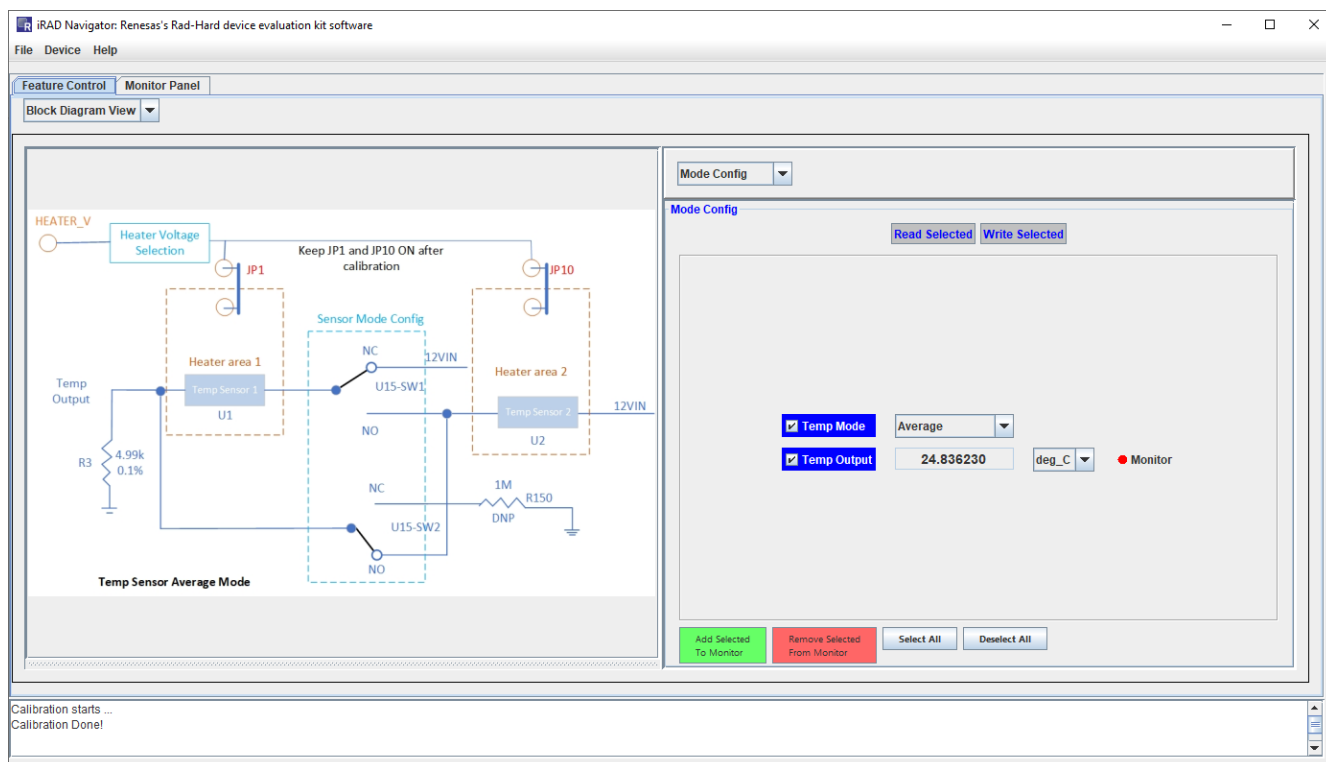 iRAD Navigator: Renesas's Rad-Hard device evaluation kit software
File Device Help
Feature Control Monitor Panel
Block Diagram View
HEATER_V
Heater Voltage
Selection
Keep JP1 and JP10 ON after
calibration
JP1
JP10
Sensor Mode Config
Heater area 1
NC
12VIN
Heater area 2
Temp
Output
Temp Sensor 1
U15-SW1
Temp Sensor 2
12VIN
U1
NO
U2
R3
4.99k
0.1%
NC
1M
R150
DNP
U15-SW2
NO
Temp Sensor Average Mode
Mode Config
Mode Config
Read Selected Write Selected
Temp Mode Average
Temp Output 24.836230 deg_C Monitor
Add Selected
To Monitor
Remove Selected
From Monitor
Select All
Deselect All
Calibration starts ...
Calibration Done!